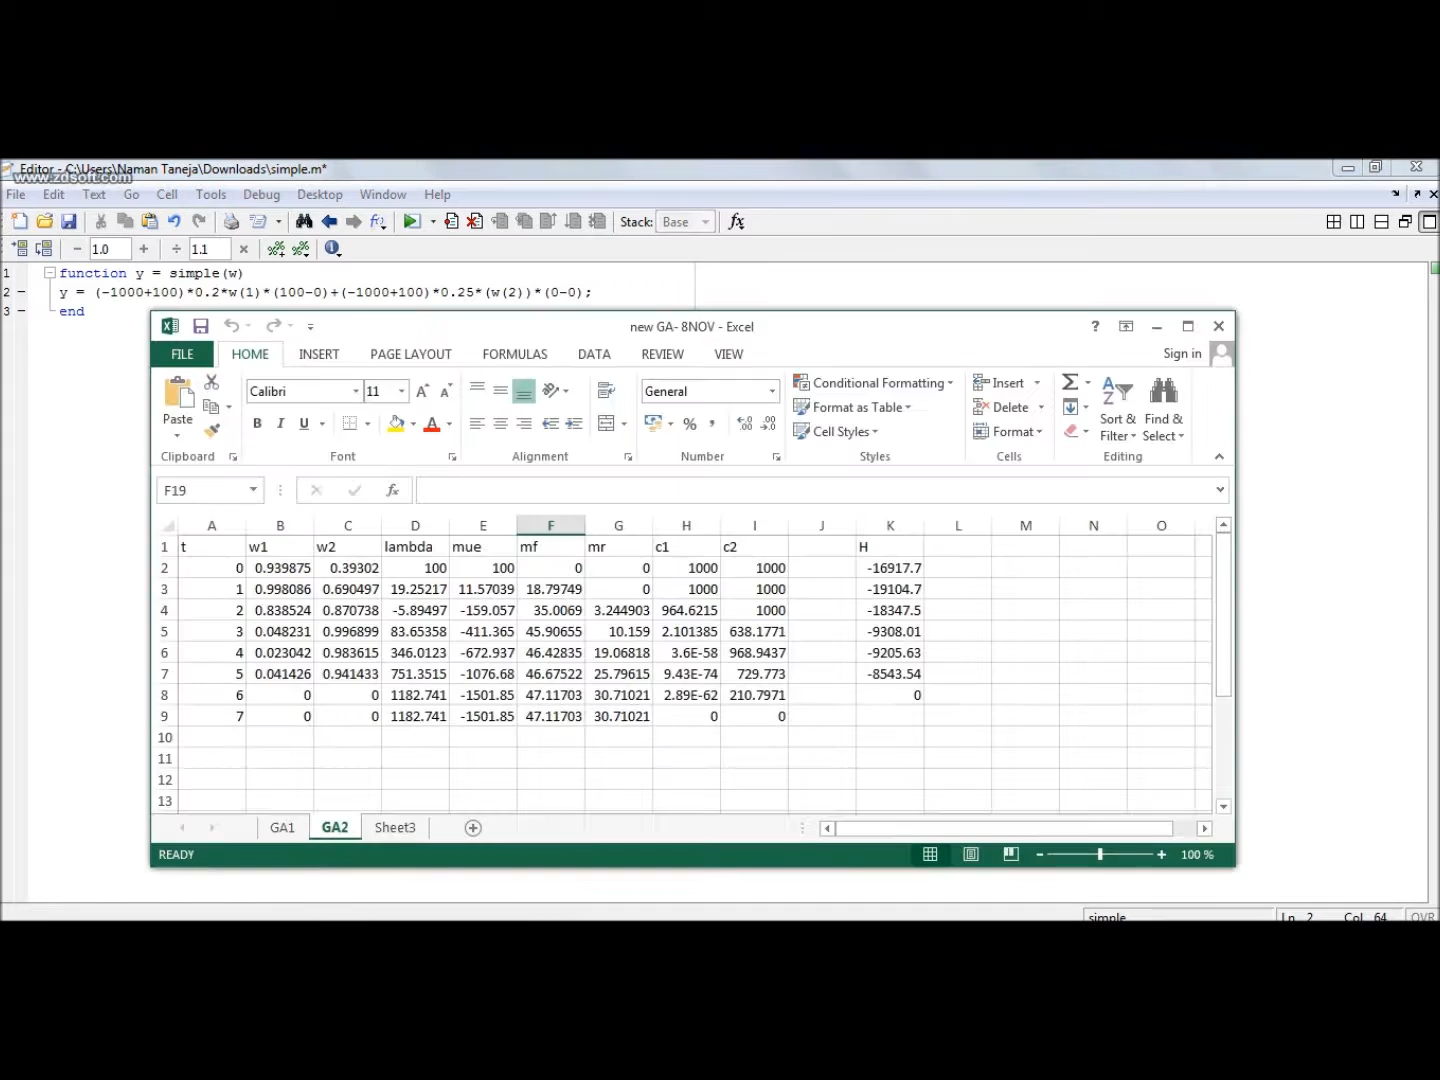 Editor - C:\Users\Naman Taneja\Downloads\simple.m*
www.zdsoft.com
File Edit Text Go Cell Tools Debug Desktop Window Help
Stack: Base fx
- 1.0 + ÷ 1.1 ×
1 function y = simple(w)
2 - y = (-1000+100)*0.2*w(1)*(100-0)+(-1000+100)*0.25*(w(2))*(0-0);
3 - end
new GA- 8NOV - Excel
FILE HOME INSERT PAGE LAYOUT FORMULAS DATA REVIEW VIEW Sign in
Paste Calibri 11 General Conditional Formatting Insert
Format as Table Delete
B I U A % Cell Styles Format
Sort & Filter Find & Select
Clipboard Font Alignment Number Styles Cells Editing
F19 fx
A B C D E F G H I J K L M N O
1 t w1 w2 lambda mue mf mr c1 c2 H
2 0 0.939875 0.39302 100 100 0 0 1000 1000 -16917.7
3 1 0.998086 0.690497 19.25217 11.57039 18.79749 0 1000 1000 -19104.7
4 2 0.838524 0.870738 -5.89497 -159.057 35.0069 3.244903 964.6215 1000 -18347.5
5 3 0.048231 0.996899 83.65358 -411.365 45.90655 10.159 2.101385 638.1771 -9308.01
6 4 0.023042 0.983615 346.0123 -672.937 46.42835 19.06818 3.6E-58 968.9437 -9205.63
7 5 0.041426 0.941433 751.3515 -1076.68 46.67522 25.79615 9.43E-74 729.773 -8543.54
8 6 0 0 1182.741 -1501.85 47.11703 30.71021 2.89E-62 210.7971 0
9 7 0 0 1182.741 -1501.85 47.11703 30.71021 0 0
10
11
12
13
GA1 GA2 Sheet3
READY 100 %
simple Ln 2 Col 64 OVR